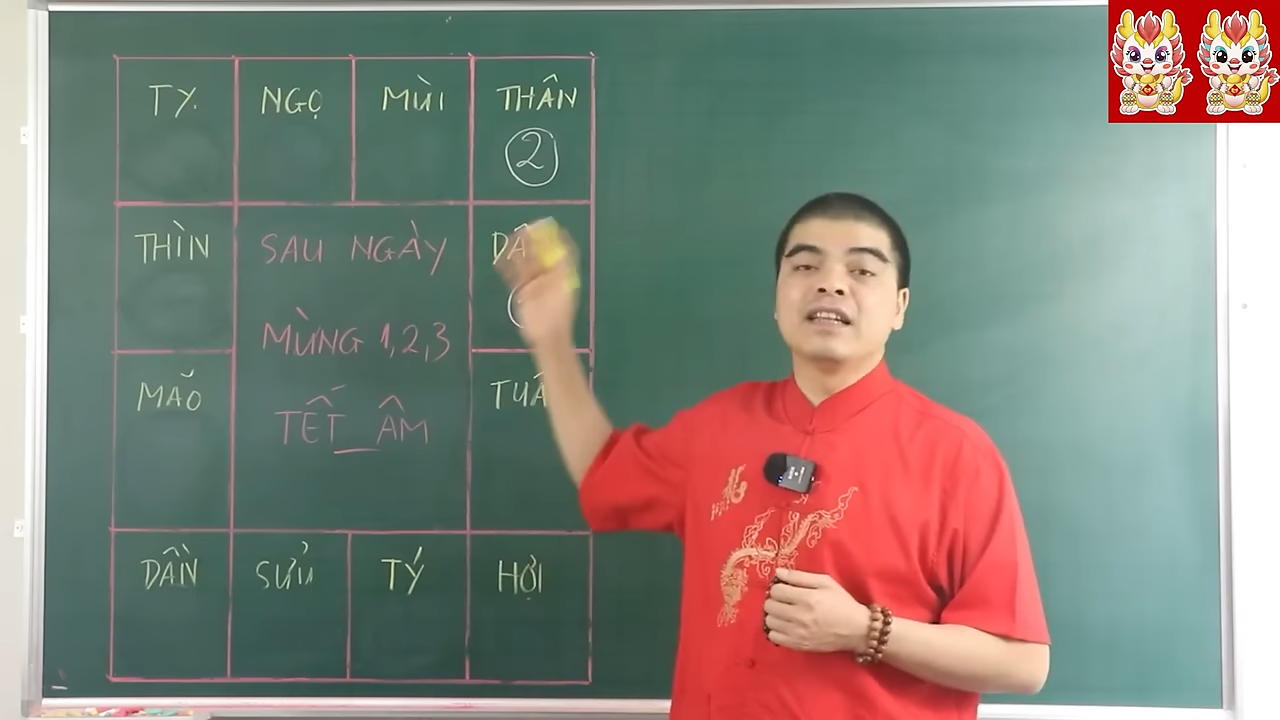 TỴ
NGỌ
MÙI
THÂN
2
THÌN
SAU NGÀY
MÙNG 1,2,3
TẾT ÂM
MÃO
DẦN
SỬU
TÝ
HỢI